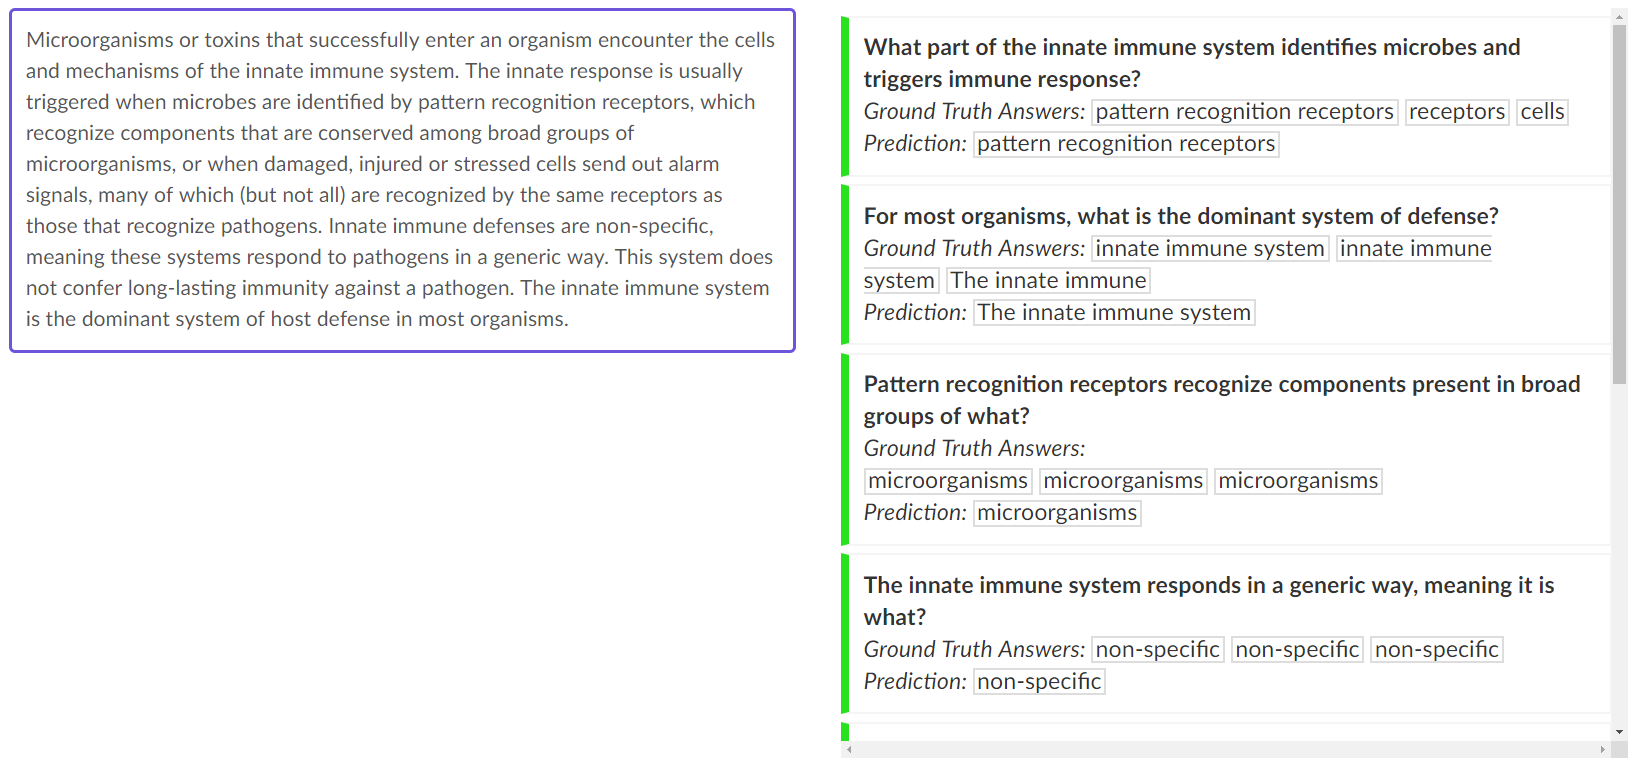 Microorganisms or toxins that successfully enter an organism encounter the cells
and mechanisms of the innate immune system. The innate response is usually
triggered when microbes are identified by pattern recognition receptors, which
recognize components that are conserved among broad groups of
microorganisms, or when damaged, injured or stressed cells send out alarm
signals, many of which (but not all) are recognized by the same receptors as
those that recognize pathogens. Innate immune defenses are non-specific,
meaning these systems respond to pathogens in a generic way. This system does
not confer long-lasting immunity against a pathogen. The innate immune system
is the dominant system of host defense in most organisms.
What part of the innate immune system identifies microbes and
triggers immune response?
Ground Truth Answers: pattern recognition receptors receptors cells
Prediction: pattern recognition receptors
For most organisms, what is the dominant system of defense?
Ground Truth Answers: innate immune system innate immune
system The innate immune
Prediction: The innate immune system
Pattern recognition receptors recognize components present in broad
groups of what?
Ground Truth Answers:
microorganisms microorganisms microorganisms
Prediction: microorganisms
The innate immune system responds in a generic way, meaning it is
what?
Ground Truth Answers: non-specific non-specific non-specific
Prediction: non-specific